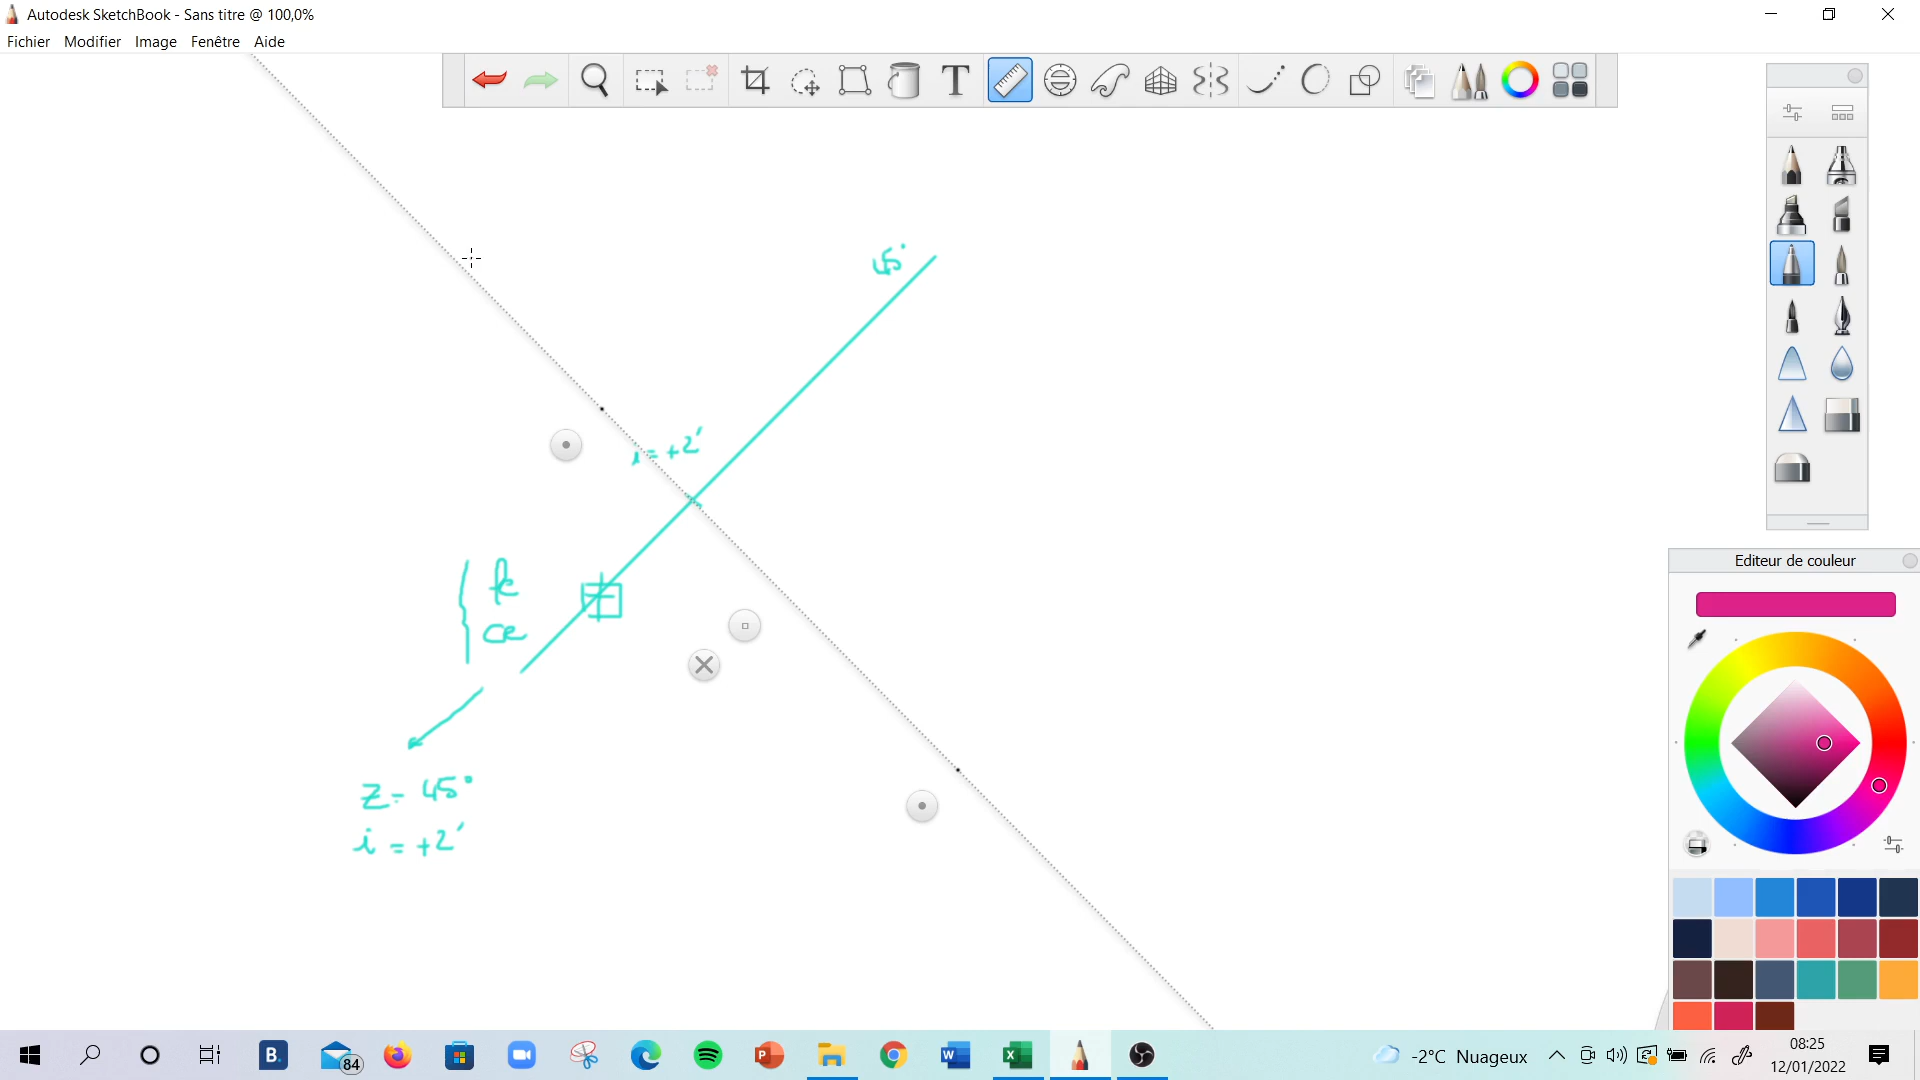 Autodesk SketchBook - Sans titre @ 100,0%
Fichier Modifier Image Fenêtre Aide
T
45°
i = +2'
Editeur de couleur
Z = 45°
i = +2'
B.
84
-2°C Nuageux
08:25
12/01/2022